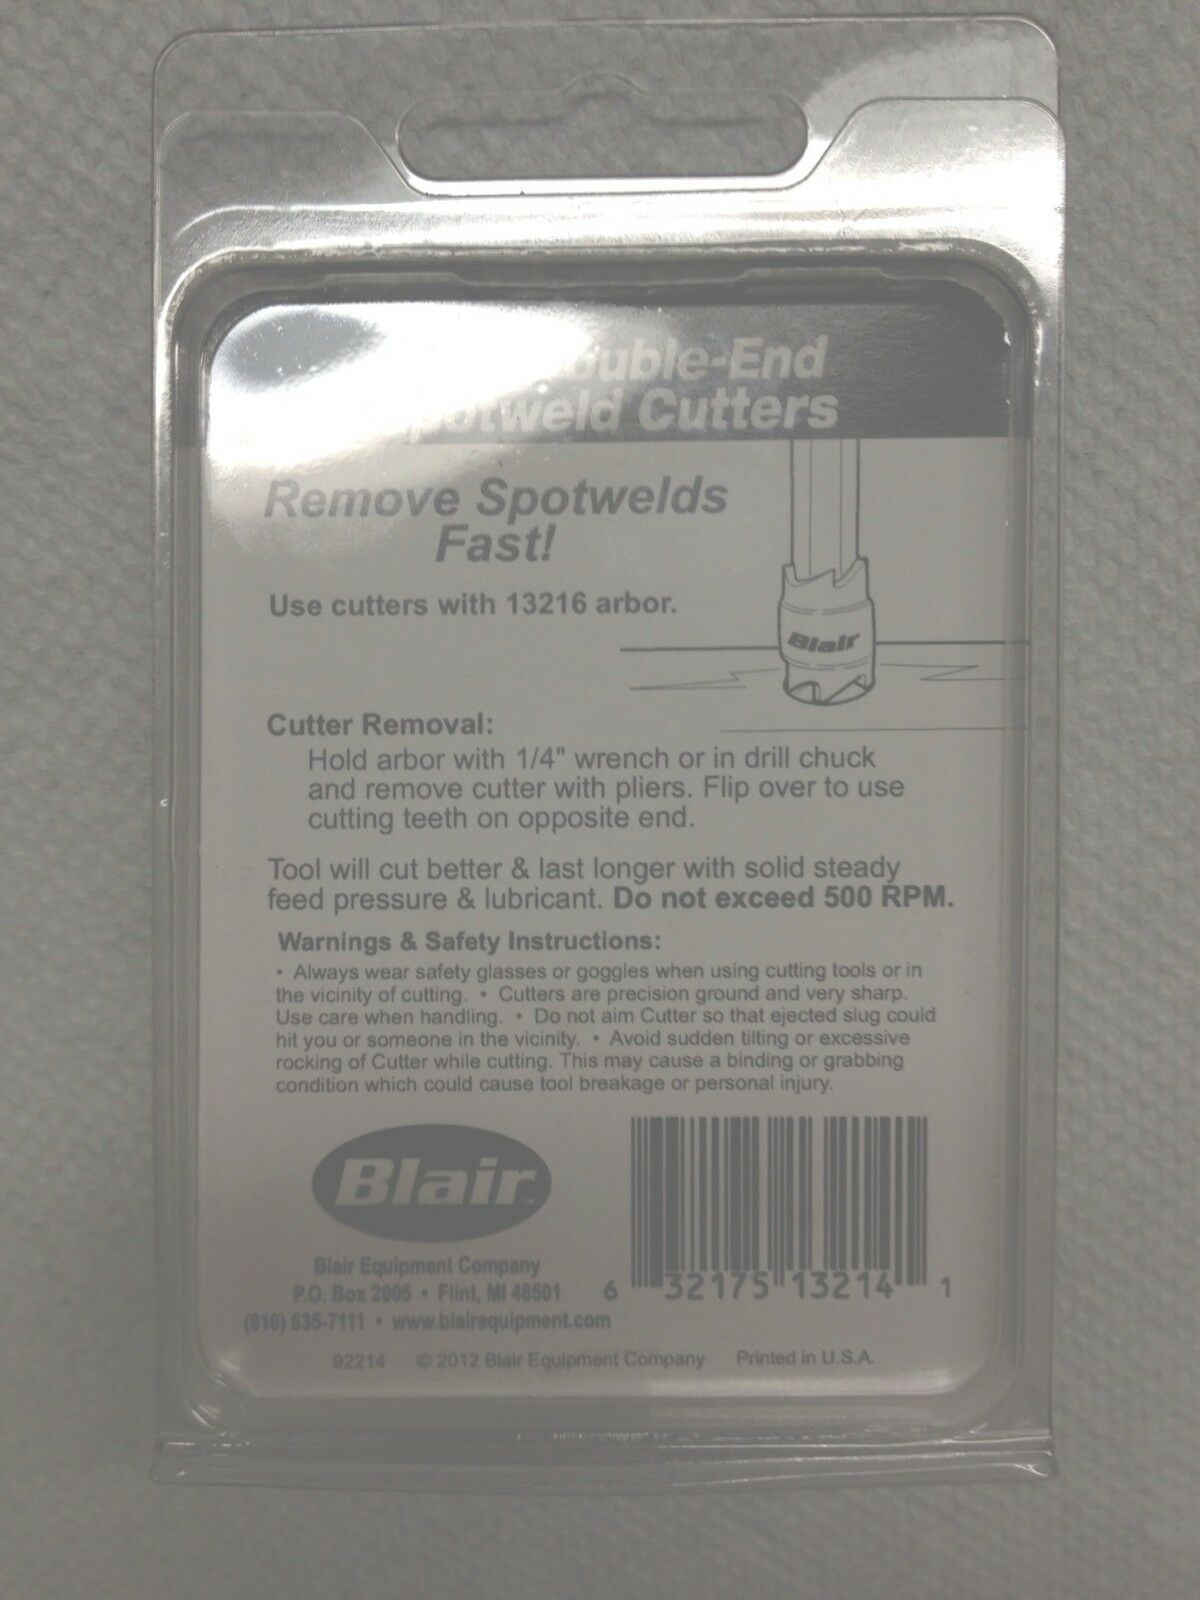 Double-End
Spotweld Cutters
Remove Spotwelds
Fast!
Use cutters with 13216 arbor.
Blair
Cutter Removal:
Hold arbor with 1/4" wrench or in drill chuck
and remove cutter with pliers. Flip over to use
cutting teeth on opposite end.
Tool will cut better & last longer with solid steady
feed pressure & lubricant. Do not exceed 500 RPM.
Warnings & Safety Instructions:
• Always wear safety glasses or goggles when using cutting tools or in
the vicinity of cutting. • Cutters are precision ground and very sharp.
Use care when handling. • Do not aim Cutter so that ejected slug could
hit you or someone in the vicinity. • Avoid sudden tilting or excessive
rocking of Cutter while cutting. This may cause a binding or grabbing
condition which could cause tool breakage or personal injury.
Blair™
Blair Equipment Company
P.O. Box 2005 • Flint, MI 48501
(810) 635-7111 • www.blairequipment.com
6 32175 13214 1
92214 © 2012 Blair Equipment Company Printed in U.S.A.